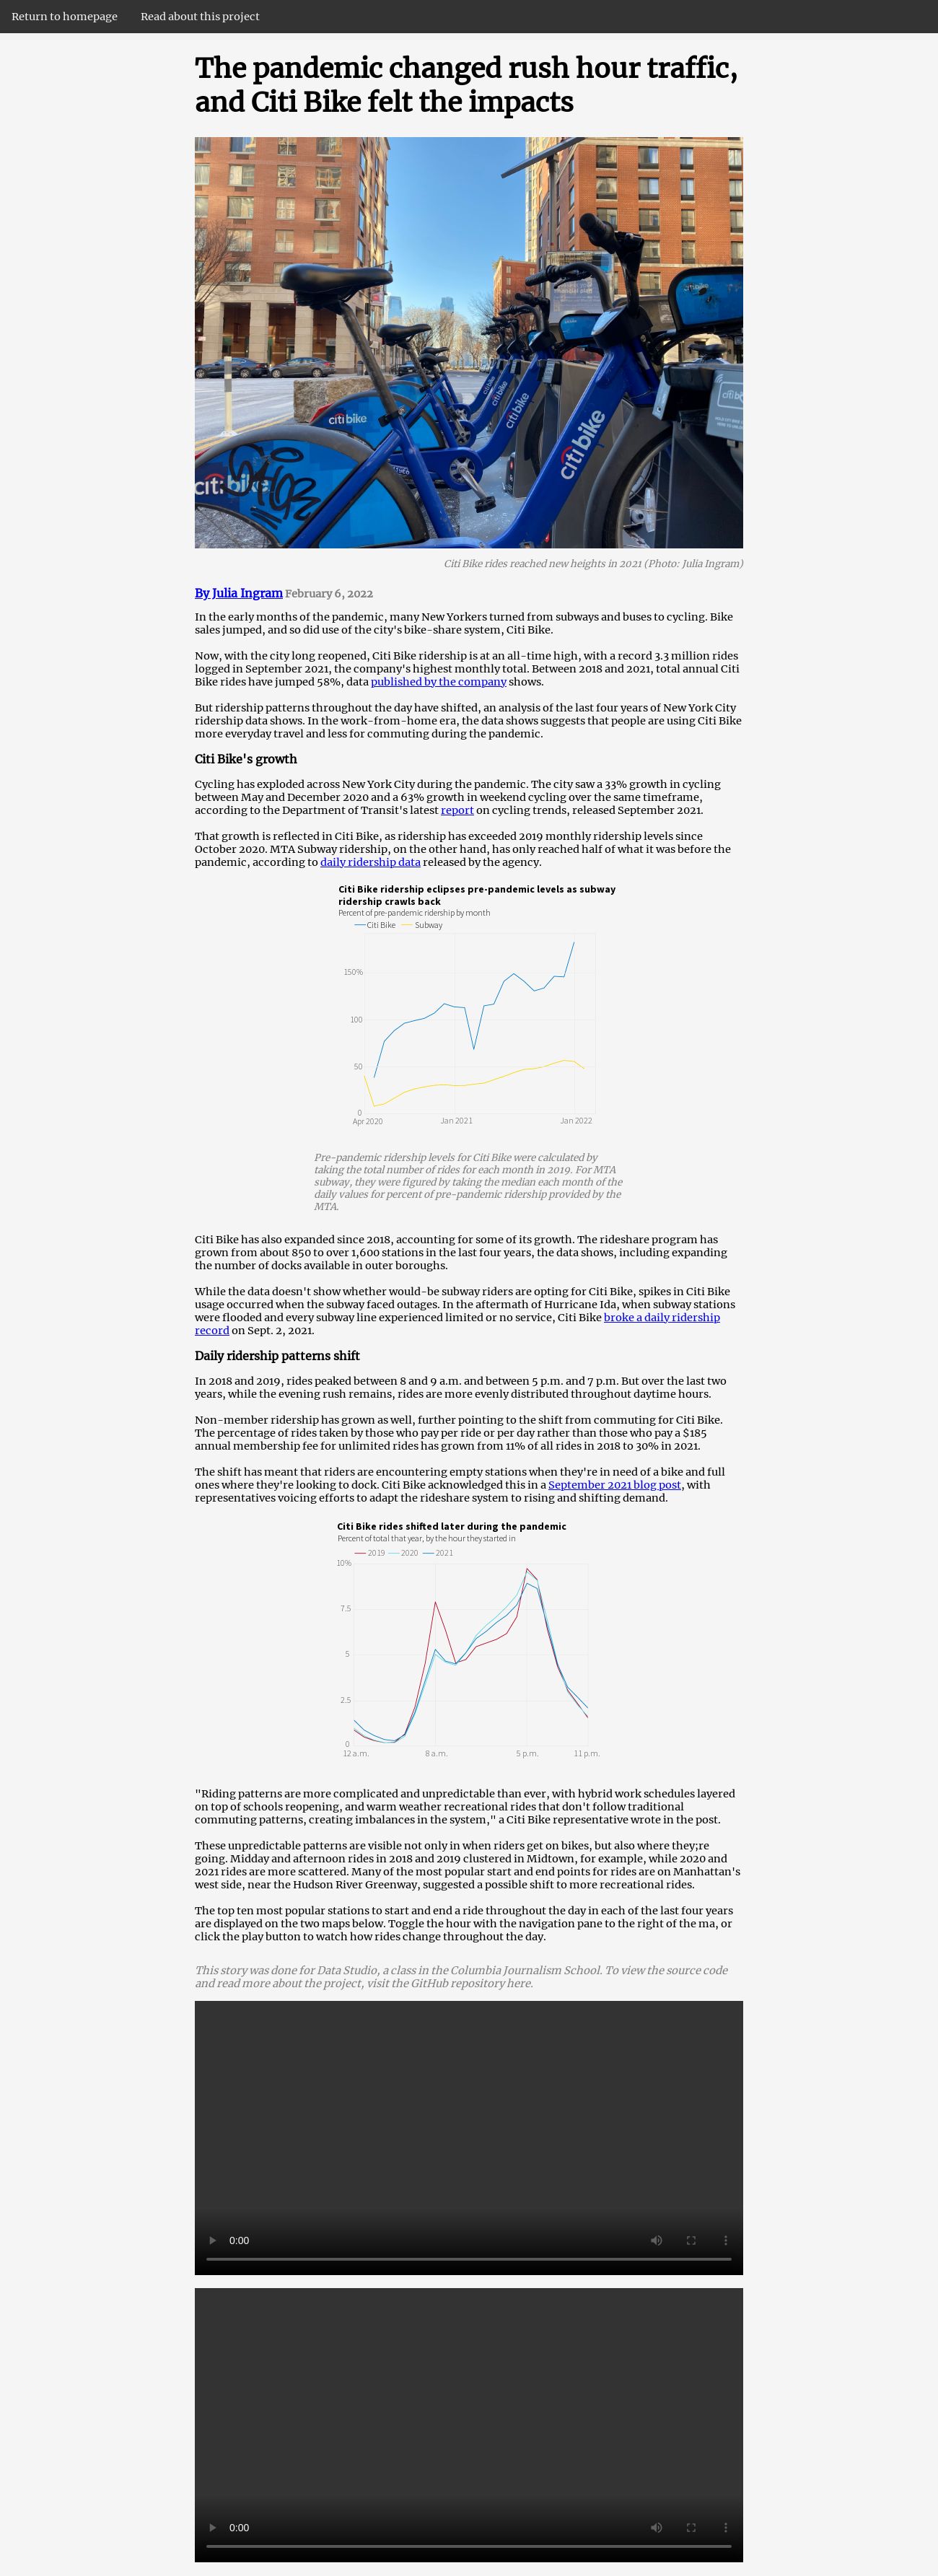 Return to homepage Read about this project
The pandemic changed rush hour traffic,
and Citi Bike felt the impacts
citi bike
citi bike
citi bike
citi bike
citi bike
Citi Bike rides reached new heights in 2021 (Photo: Julia Ingram)
By Julia Ingram February 6, 2022
In the early months of the pandemic, many New Yorkers turned from subways and buses to cycling. Bike
sales jumped, and so did use of the city's bike-share system, Citi Bike.
Now, with the city long reopened, Citi Bike ridership is at an all-time high, with a record 3.3 million rides
logged in September 2021, the company's highest monthly total. Between 2018 and 2021, total annual Citi
Bike rides have jumped 58%, data published by the company shows.
But ridership patterns throughout the day have shifted, an analysis of the last four years of New York City
ridership data shows. In the work-from-home era, the data shows suggests that people are using Citi Bike
more everyday travel and less for commuting during the pandemic.
Citi Bike's growth
Cycling has exploded across New York City during the pandemic. The city saw a 33% growth in cycling
between May and December 2020 and a 63% growth in weekend cycling over the same timeframe,
according to the Department of Transit's latest report on cycling trends, released September 2021.
That growth is reflected in Citi Bike, as ridership has exceeded 2019 monthly ridership levels since
October 2020. MTA Subway ridership, on the other hand, has only reached half of what it was before the
pandemic, according to daily ridership data released by the agency.
Citi Bike ridership eclipses pre-pandemic levels as subway
ridership crawls back
Percent of pre-pandemic ridership by month
Citi Bike Subway
150%
100
50
0
Apr 2020 Jan 2021 Jan 2022
Pre-pandemic ridership levels for Citi Bike were calculated by
taking the total number of rides for each month in 2019. For MTA
subway, they were figured by taking the median each month of the
daily values for percent of pre-pandemic ridership provided by the
MTA.
Citi Bike has also expanded since 2018, accounting for some of its growth. The rideshare program has
grown from about 850 to over 1,600 stations in the last four years, the data shows, including expanding
the number of docks available in outer boroughs.
While the data doesn't show whether would-be subway riders are opting for Citi Bike, spikes in Citi Bike
usage occurred when the subway faced outages. In the aftermath of Hurricane Ida, when subway stations
were flooded and every subway line experienced limited or no service, Citi Bike broke a daily ridership
record on Sept. 2, 2021.
Daily ridership patterns shift
In 2018 and 2019, rides peaked between 8 and 9 a.m. and between 5 p.m. and 7 p.m. But over the last two
years, while the evening rush remains, rides are more evenly distributed throughout daytime hours.
Non-member ridership has grown as well, further pointing to the shift from commuting for Citi Bike.
The percentage of rides taken by those who pay per ride or per day rather than those who pay a $185
annual membership fee for unlimited rides has grown from 11% of all rides in 2018 to 30% in 2021.
The shift has meant that riders are encountering empty stations when they're in need of a bike and full
ones where they're looking to dock. Citi Bike acknowledged this in a September 2021 blog post, with
representatives voicing efforts to adapt the rideshare system to rising and shifting demand.
Citi Bike rides shifted later during the pandemic
Percent of total that year, by the hour they started in
2019 2020 2021
10%
7.5
5
2.5
0
12 a.m. 8 a.m. 5 p.m. 11 p.m.
"Riding patterns are more complicated and unpredictable than ever, with hybrid work schedules layered
on top of schools reopening, and warm weather recreational rides that don't follow traditional
commuting patterns, creating imbalances in the system," a Citi Bike representative wrote in the post.
These unpredictable patterns are visible not only in when riders get on bikes, but also where they;re
going. Midday and afternoon rides in 2018 and 2019 clustered in Midtown, for example, while 2020 and
2021 rides are more scattered. Many of the most popular start and end points for rides are on Manhattan's
west side, near the Hudson River Greenway, suggested a possible shift to more recreational rides.
The top ten most popular stations to start and end a ride throughout the day in each of the last four years
are displayed on the two maps below. Toggle the hour with the navigation pane to the right of the ma, or
click the play button to watch how rides change throughout the day.
This story was done for Data Studio, a class in the Columbia Journalism School. To view the source code
and read more about the project, visit the GitHub repository here.
0:00
0:00